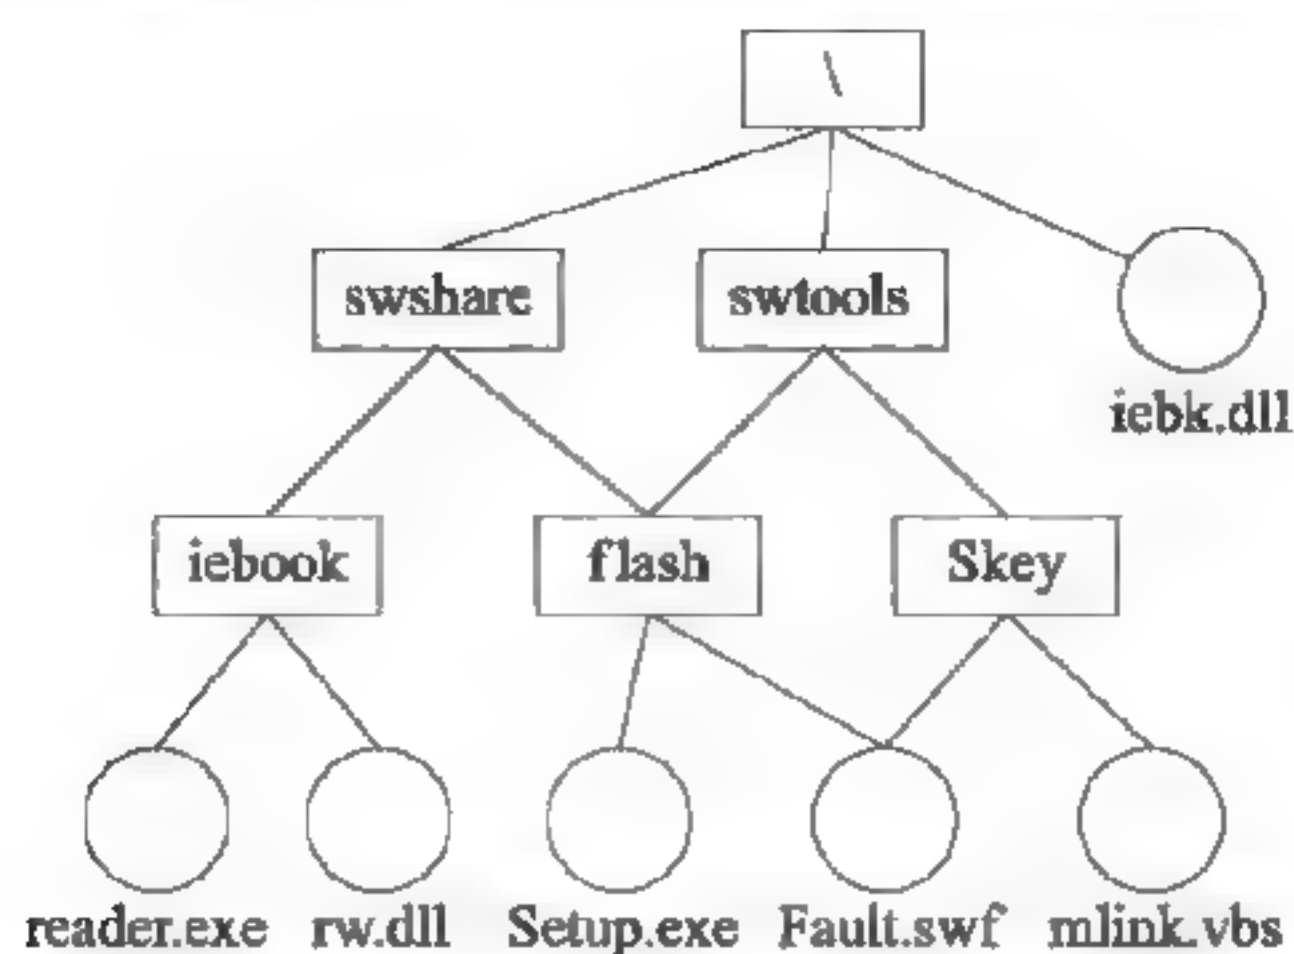 \
swshare swtools
iebk.dll
iebook flash Skey
reader.exe rw.dll Setup.exe Fault.swf mlink.vbs